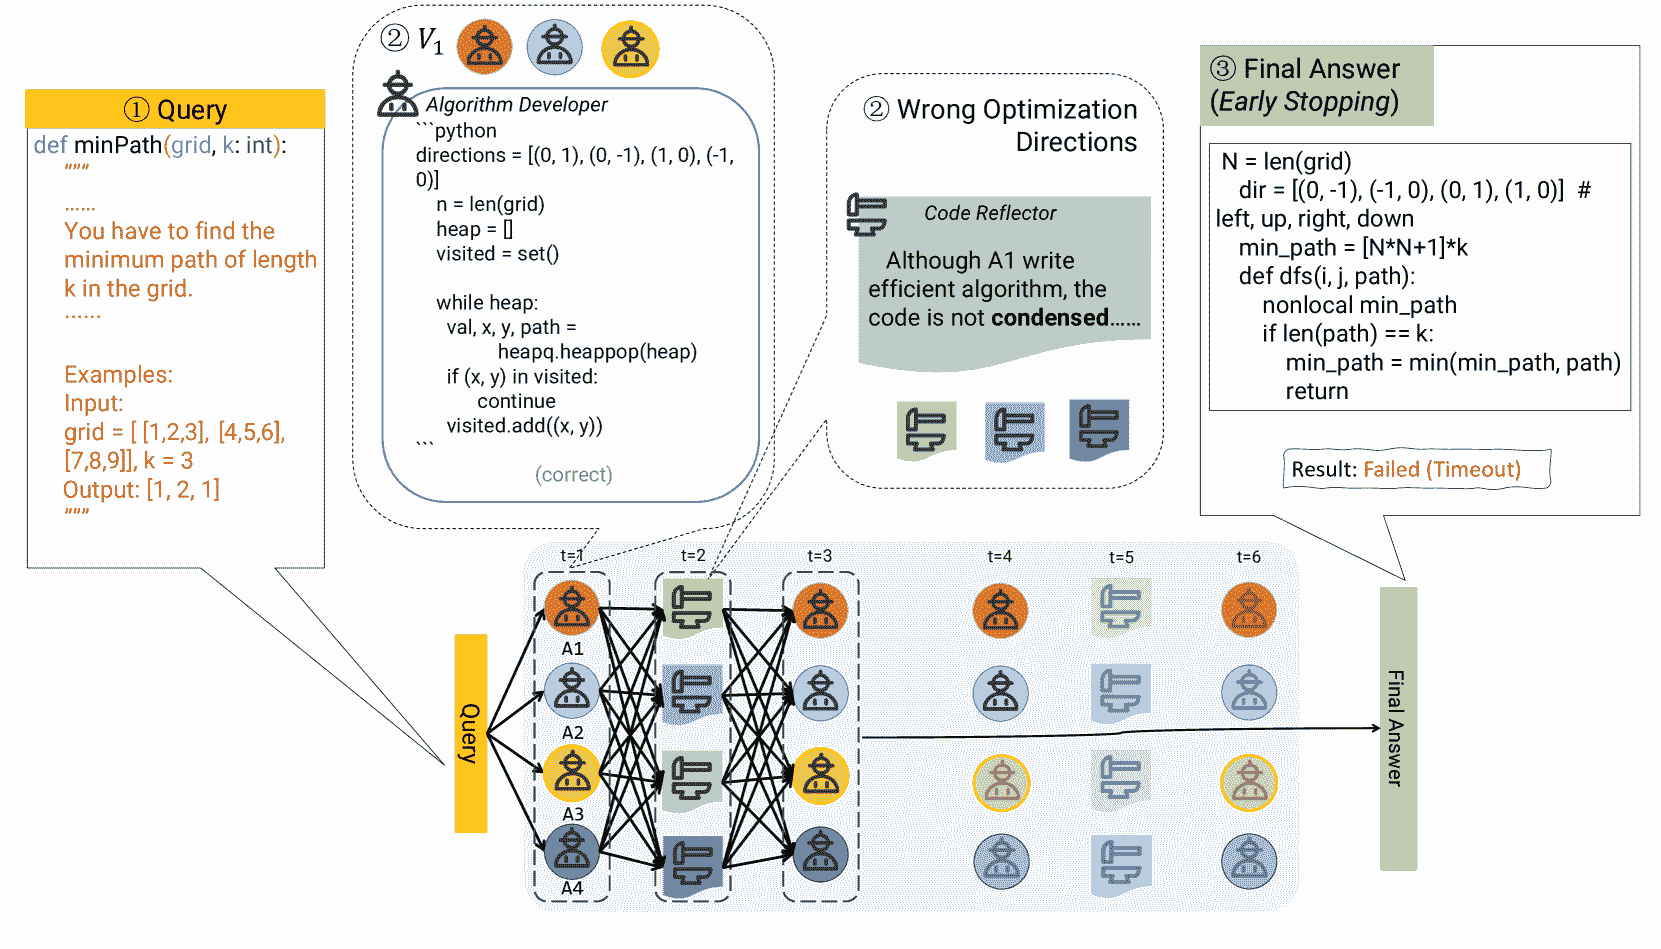 ① Query
def minPath(grid, k: int):
"""
......
You have to find the
minimum path of length
k in the grid.
......
Examples:
Input:
grid = [ [1,2,3], [4,5,6],
[7,8,9]], k = 3
Output: [1, 2, 1]
"""
② V1
Algorithm Developer
```python
directions = [(0, 1), (0, -1), (1, 0), (-1,
0)]
n = len(grid)
heap = []
visited = set()
while heap:
val, x, y, path =
heapq.heappop(heap)
if (x, y) in visited:
continue
visited.add((x, y))
```
(correct)
② Wrong Optimization
Directions
Code Reflector
Although A1 write
efficient algorithm, the
code is not condensed......
③ Final Answer
(Early Stopping)
N = len(grid)
dir = [(0, -1), (-1, 0), (0, 1), (1, 0)] #
left, up, right, down
min_path = [N*N+1]*k
def dfs(i, j, path):
nonlocal min_path
if len(path) == k:
min_path = min(min_path, path)
return
Result: Failed (Timeout)
t=1
t=2
t=3
t=4
t=5
t=6
A1
A2
A3
A4
Query
Final Answer